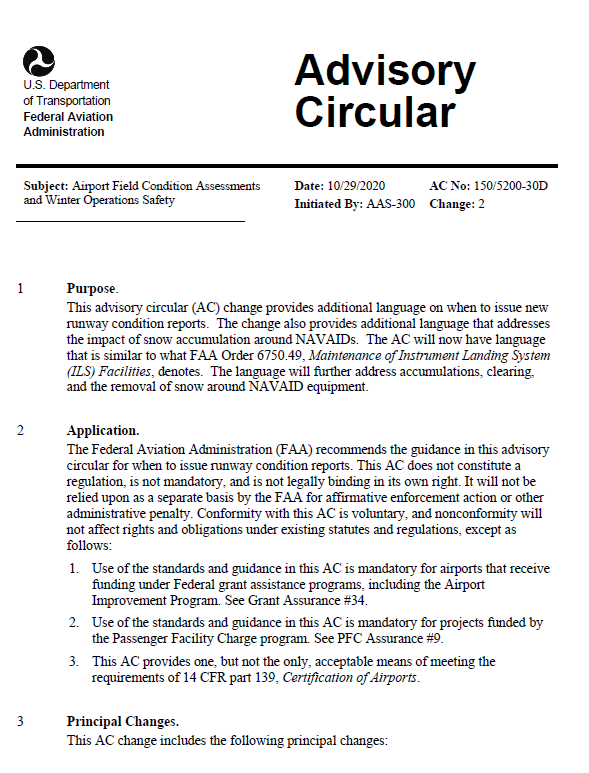 U.S. Department
of Transportation
Federal Aviation
Administration
Advisory
Circular
Subject: Airport Field Condition Assessments
and Winter Operations Safety
Date: 10/29/2020
Initiated By: AAS-300
AC No: 150/5200-30D
Change: 2
1 Purpose.
This advisory circular (AC) change provides additional language on when to issue new
runway condition reports. The change also provides additional language that addresses
the impact of snow accumulation around NAVAIDs. The AC will now have language
that is similar to what FAA Order 6750.49, Maintenance of Instrument Landing System
(ILS) Facilities, denotes. The language will further address accumulations, clearing,
and the removal of snow around NAVAID equipment.
2 Application.
The Federal Aviation Administration (FAA) recommends the guidance in this advisory
circular for when to issue runway condition reports. This AC does not constitute a
regulation, is not mandatory, and is not legally binding in its own right. It will not be
relied upon as a separate basis by the FAA for affirmative enforcement action or other
administrative penalty. Conformity with this AC is voluntary, and nonconformity will
not affect rights and obligations under existing statutes and regulations, except as
follows:
1. Use of the standards and guidance in this AC is mandatory for airports that receive
funding under Federal grant assistance programs, including the Airport
Improvement Program. See Grant Assurance #34.
2. Use of the standards and guidance in this AC is mandatory for projects funded by
the Passenger Facility Charge program. See PFC Assurance #9.
3. This AC provides one, but not the only, acceptable means of meeting the
requirements of 14 CFR part 139, Certification of Airports.
3 Principal Changes.
This AC change includes the following principal changes: